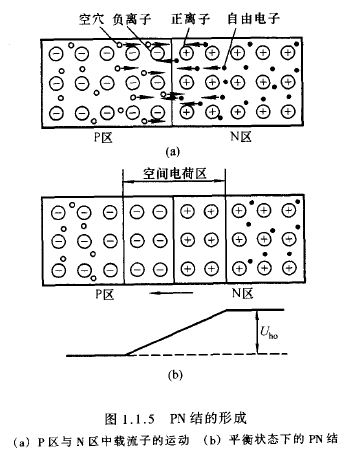 空穴 负离子 正离子 自由电子
P区 N区
(a)
空间电荷区
P区 N区
U_ho
(b)
图 1.1.5 PN 结的形成
(a) P 区与 N 区中载流子的运动 (b) 平衡状态下的 PN 结